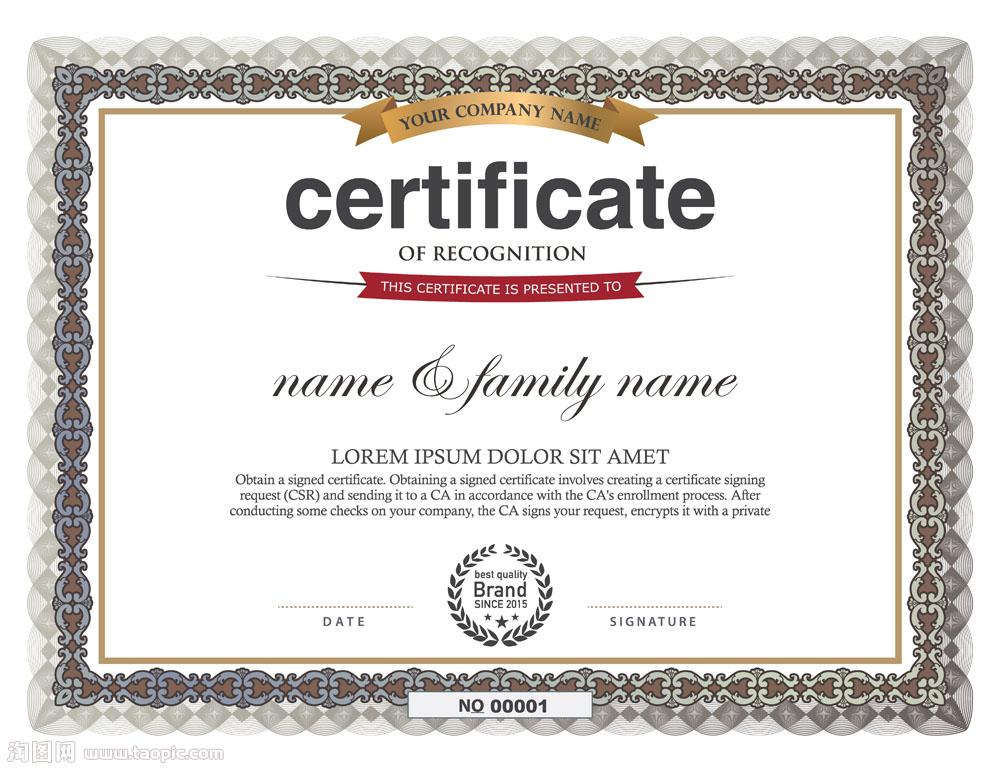 YOUR COMPANY NAME
certificate
OF RECOGNITION
THIS CERTIFICATE IS PRESENTED TO
name & family name
LOREM IPSUM DOLOR SIT AMET
Obtain a signed certificate. Obtaining a signed certificate involves creating a certificate signing
request (CSR) and sending it to a CA in accordance with the CA's enrollment process. After
conducting some checks on your company, the CA signs your request, encrypts it with a private
best quality
Brand
SINCE 2015
DATE
SIGNATURE
NO 00001
淘图网 www.taopic.com